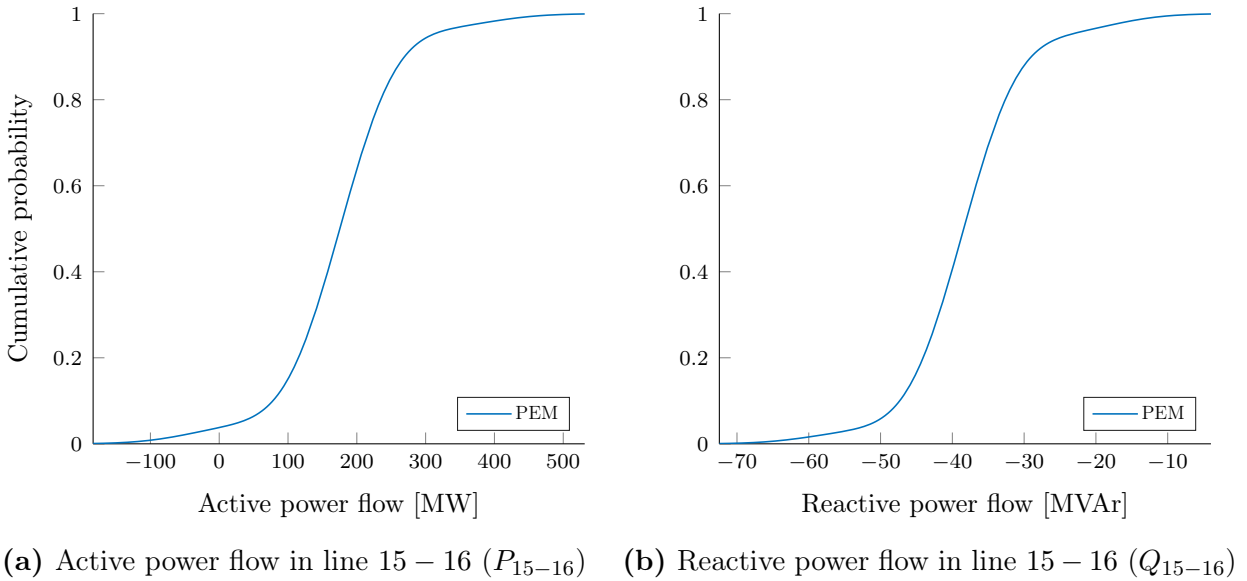 Cumulative probability
1
0.8
0.6
0.4
0.2
0
−100 0 100 200 300 400 500
Active power flow [MW]
PEM
(a) Active power flow in line 15 − 16 (P15−16)
1
0.8
0.6
0.4
0.2
0
−70 −60 −50 −40 −30 −20 −10
Reactive power flow [MVAr]
PEM
(b) Reactive power flow in line 15 − 16 (Q15−16)